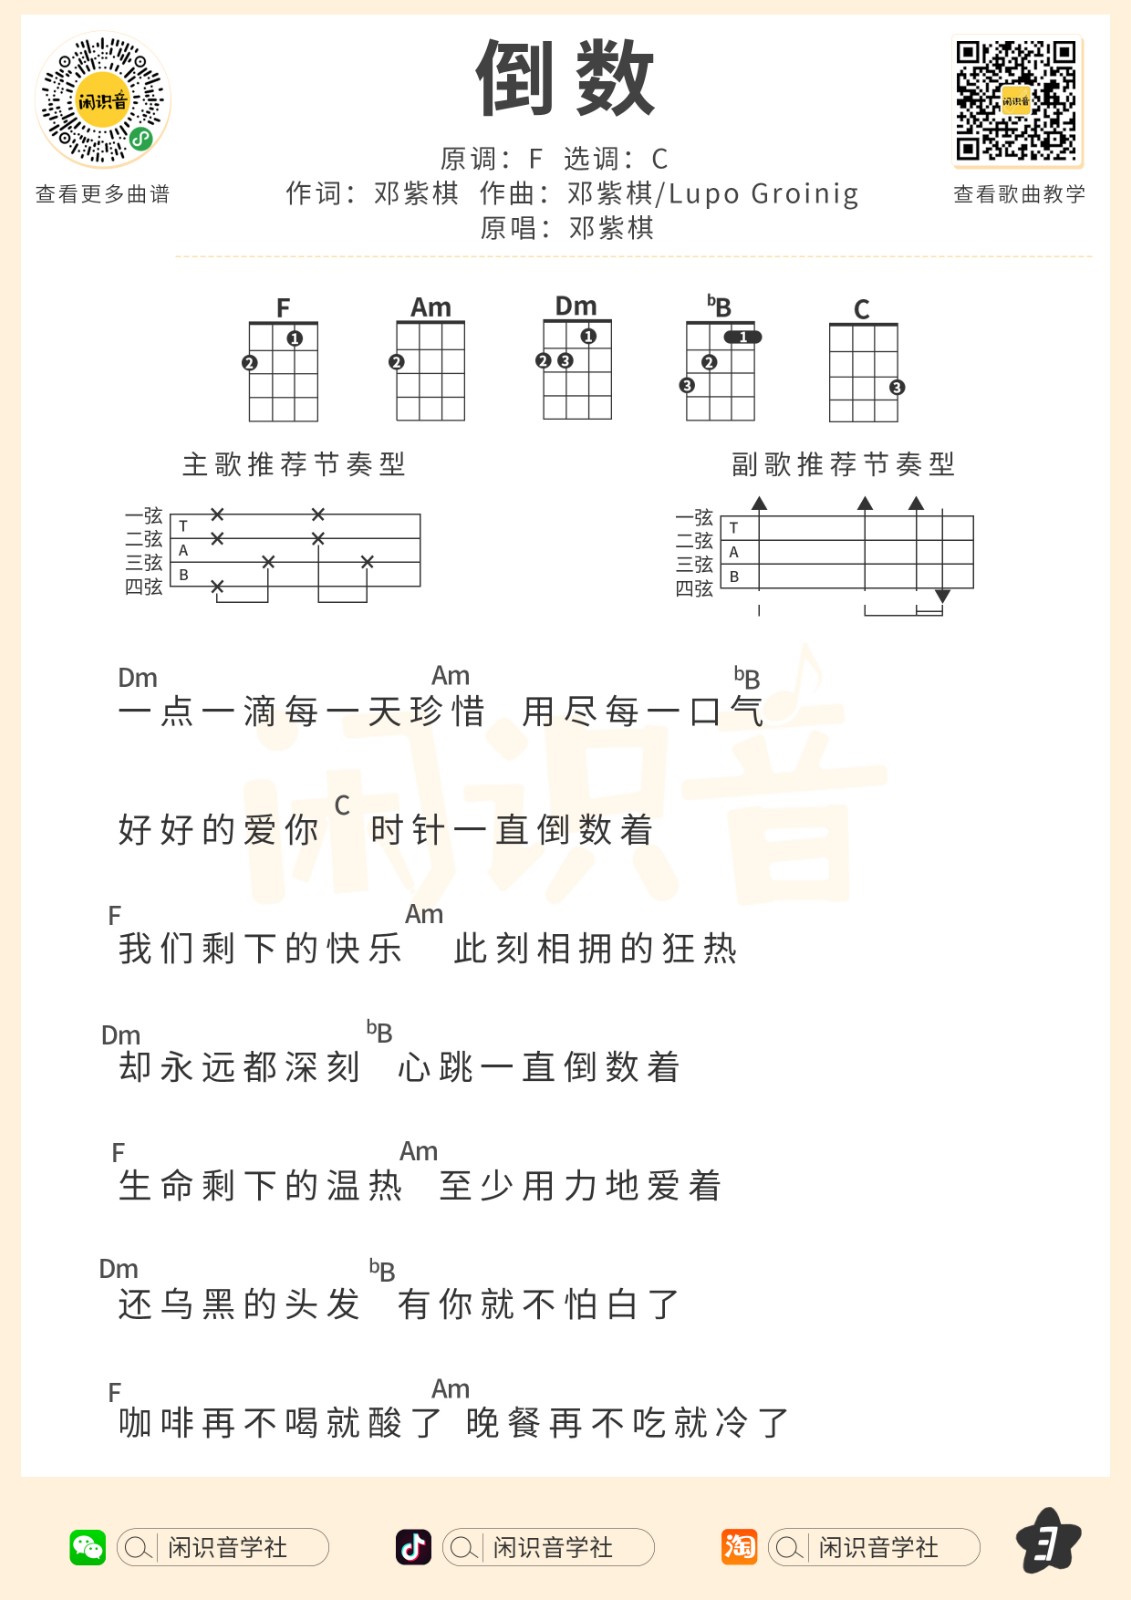 倒数
闲识音
闲识音
原调：F 选调：C
查看更多曲谱
作词：邓紫棋 作曲：邓紫棋/Lupo Groinig
查看歌曲教学
原唱：邓紫棋
F Am Dm ᵇB C
1 2
2
1 2 3
1 2 3
3
主歌推荐节奏型
副歌推荐节奏型
一弦
二弦
三弦
四弦
T
A
B
一弦
二弦
三弦
四弦
T
A
B
Dm Am ᵇB
一点一滴每一天珍惜 用尽每一口气
C
好好的爱你 时针一直倒数着
F Am
我们剩下的快乐 此刻相拥的狂热
Dm ᵇB
却永远都深刻 心跳一直倒数着
F Am
生命剩下的温热 至少用力地爱着
Dm ᵇB
还乌黑的头发 有你就不怕白了
F Am
咖啡再不喝就酸了 晚餐再不吃就冷了
闲识音
闲识音学社
闲识音学社
淘 闲识音学社